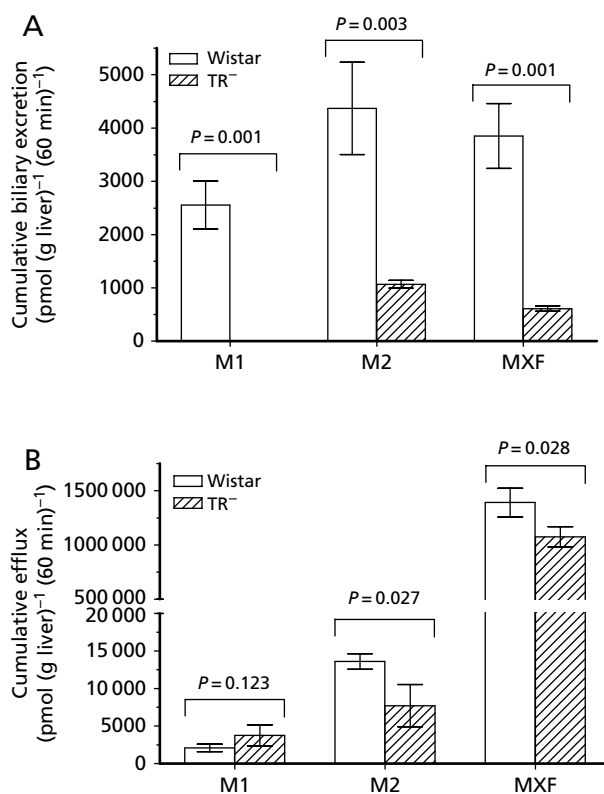 A
Wistar
TR⁻
P = 0.003
P = 0.001
P = 0.001
Cumulative biliary excretion
(pmol (g liver)⁻¹ (60 min)⁻¹
5000
4000
3000
2000
1000
0
M1 M2 MXF
B
Wistar
TR⁻
P = 0.028
P = 0.027
P = 0.123
Cumulative efflux
(pmol (g liver)⁻¹ (60 min)⁻¹
1500 000
1000 000
500 000
20 000
15 000
10 000
5000
0
M1 M2 MXF